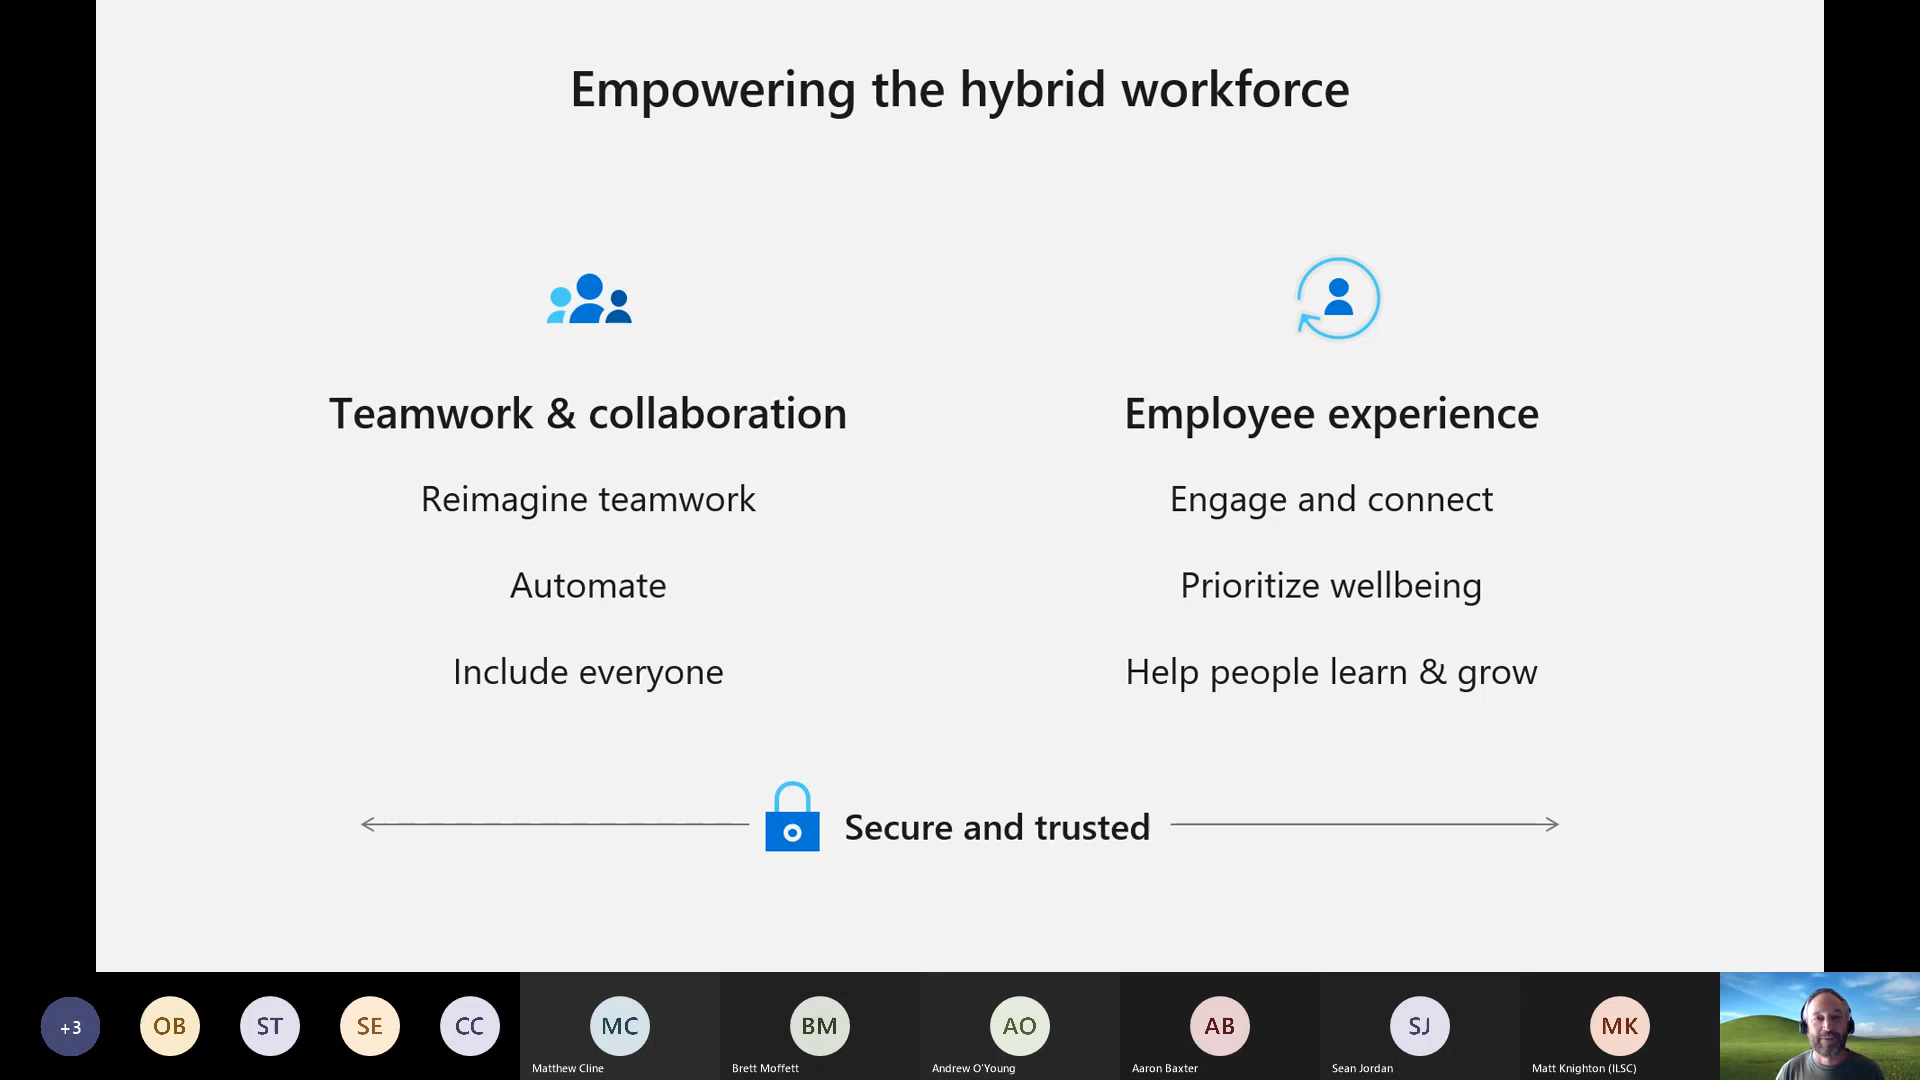 Empowering the hybrid workforce
Teamwork & collaboration
Reimagine teamwork
Automate
Include everyone
Employee experience
Engage and connect
Prioritize wellbeing
Help people learn & grow
Secure and trusted
+3
OB
ST
SE
CC
MC
Matthew Cline
BM
Brett Moffett
AO
Andrew O'Young
AB
Aaron Baxter
SJ
Sean Jordan
MK
Matt Knighton (ILSC)